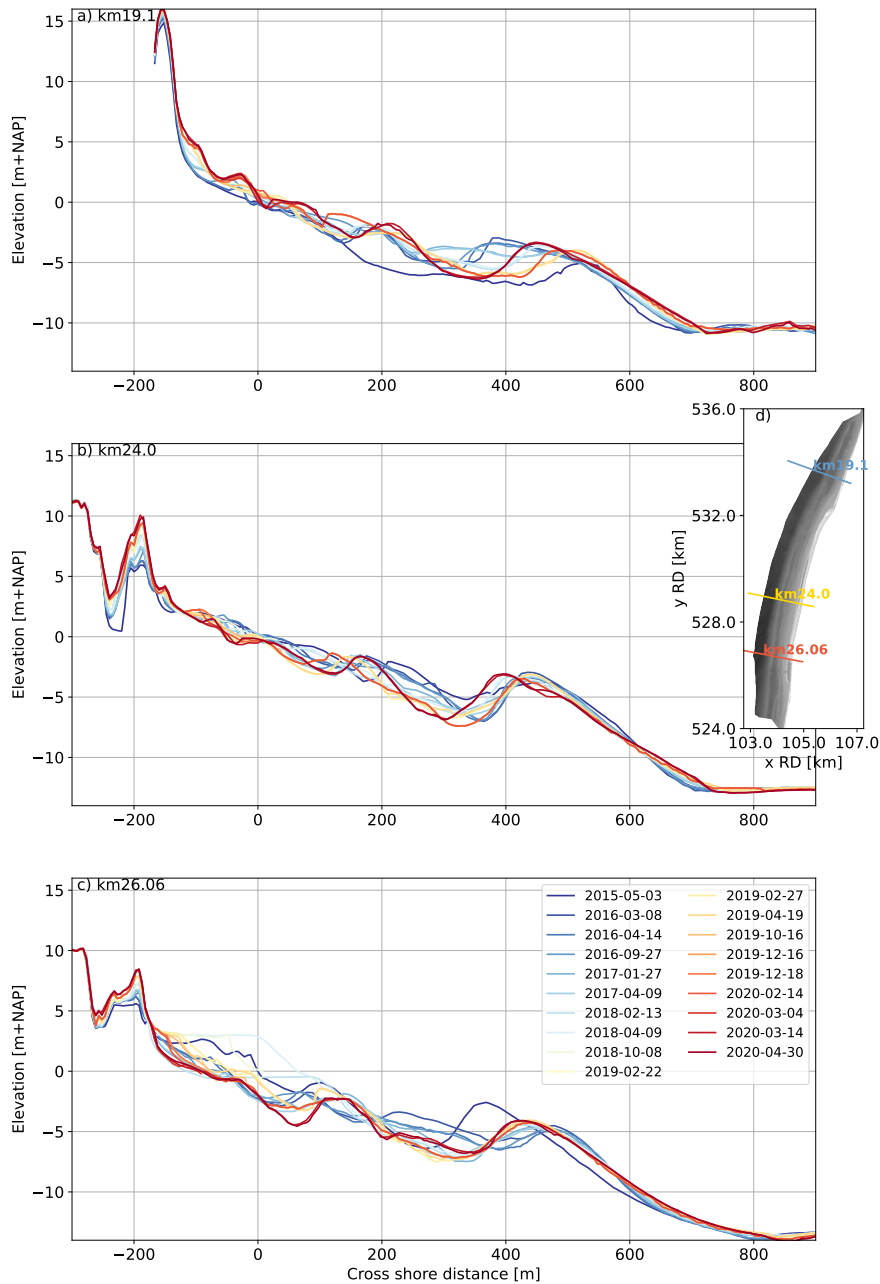 a) km19.1
15
10
5
0
−5
−10
Elevation [m+NAP]
−200 0 200 400 600 800
b) km24.0
15
10
5
0
−5
−10
Elevation [m+NAP]
−200 0 200 400 600 800
d)
536.0
532.0
528.0
524.0
y RD [km]
km19.1
km24.0
km26.06
103.0 105.0 107.0
x RD [km]
c) km26.06
15
10
5
0
−5
−10
Elevation [m+NAP]
2015-05-03
2016-03-08
2016-04-14
2016-09-27
2017-01-27
2017-04-09
2018-02-13
2018-04-09
2018-10-08
2019-02-22
2019-02-27
2019-04-19
2019-10-16
2019-12-16
2019-12-18
2020-02-14
2020-03-04
2020-03-14
2020-04-30
−200 0 200 400 600 800
Cross shore distance [m]